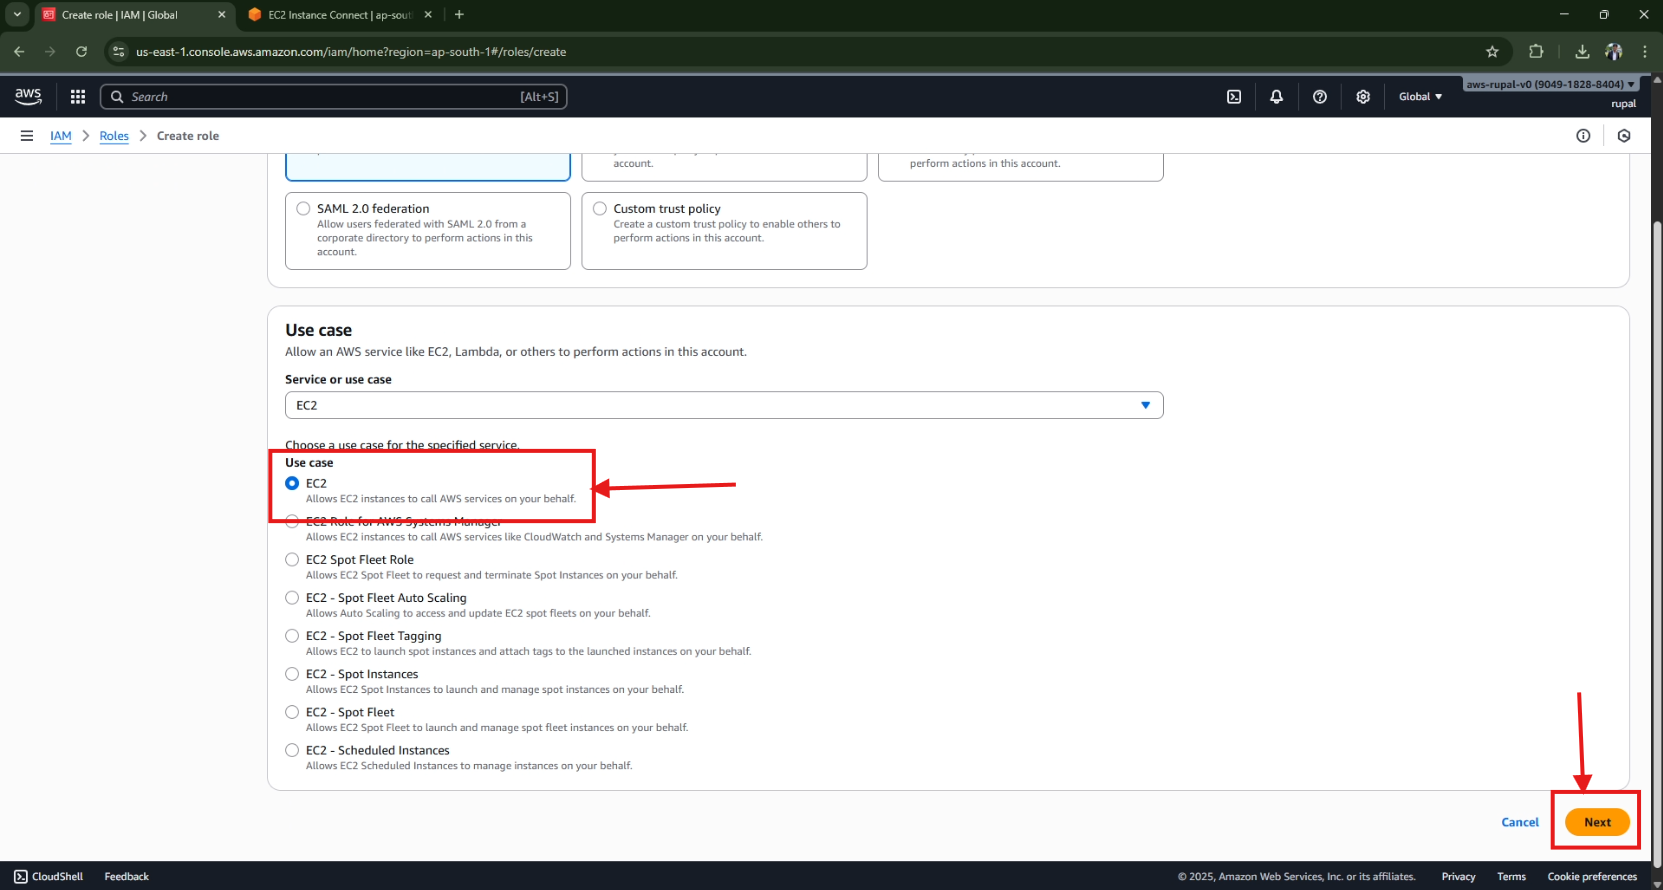 Create role | IAM | Global
EC2 Instance Connect | ap-sout
us-east-1.console.aws.amazon.com/iam/home?region=ap-south-1#/roles/create
aws
Search
[Alt+S]
Global
aws-rupal-v0 (9049-1828-8404)
rupal
IAM
Roles
Create role
account.
perform actions in this account.
SAML 2.0 federation
Allow users federated with SAML 2.0 from a
corporate directory to perform actions in this
account.
Custom trust policy
Create a custom trust policy to enable others to
perform actions in this account.
Use case
Allow an AWS service like EC2, Lambda, or others to perform actions in this account.
Service or use case
EC2
Choose a use case for the specified service.
Use case
EC2
Allows EC2 instances to call AWS services on your behalf.
EC2 Role for AWS Systems Manager
Allows EC2 instances to call AWS services like CloudWatch and Systems Manager on your behalf.
EC2 Spot Fleet Role
Allows EC2 Spot Fleet to request and terminate Spot Instances on your behalf.
EC2 - Spot Fleet Auto Scaling
Allows Auto Scaling to access and update EC2 spot fleets on your behalf.
EC2 - Spot Fleet Tagging
Allows EC2 to launch spot instances and attach tags to the launched instances on your behalf.
EC2 - Spot Instances
Allows EC2 Spot Instances to launch and manage spot instances on your behalf.
EC2 - Spot Fleet
Allows EC2 Spot Fleet to launch and manage spot fleet instances on your behalf.
EC2 - Scheduled Instances
Allows EC2 Scheduled Instances to manage instances on your behalf.
Cancel
Next
CloudShell
Feedback
© 2025, Amazon Web Services, Inc. or its affiliates.
Privacy
Terms
Cookie preferences